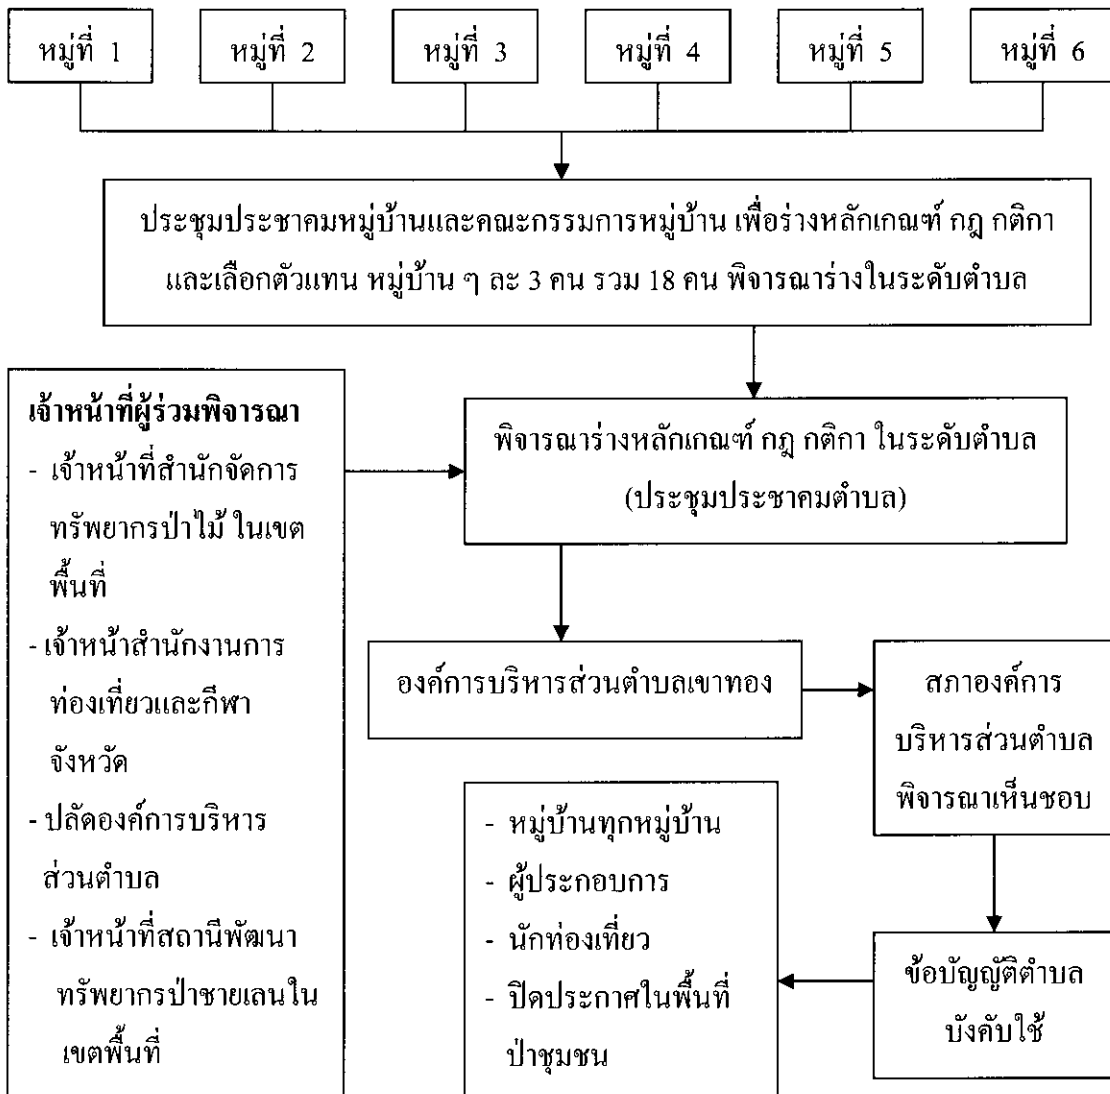 หมู่ที่ 1
หมู่ที่ 2
หมู่ที่ 3
หมู่ที่ 4
หมู่ที่ 5
หมู่ที่ 6
ประชุมประชาคมหมู่บ้านและคณะกรรมการหมู่บ้าน เพื่อร่างหลักเกณฑ์ กฎ กติกา
และเลือกตัวแทน หมู่บ้าน ๆ ละ 3 คน รวม 18 คน พิจารณาร่างในระดับตำบล
เจ้าหน้าที่ผู้ร่วมพิจารณา
- เจ้าหน้าที่สำนักจัดการ
ทรัพยากรป่าไม้ ในเขต
พื้นที่
- เจ้าหน้าสำนักงานการ
ท่องเที่ยวและกีฬา
จังหวัด
- ปลัดองค์การบริหาร
ส่วนตำบล
- เจ้าหน้าที่สถานีพัฒนา
ทรัพยากรป่าชายเลนใน
เขตพื้นที่
พิจารณาร่างหลักเกณฑ์ กฎ กติกา ในระดับตำบล
(ประชุมประชาคมตำบล)
องค์การบริหารส่วนตำบลเขาทอง
สภาองค์การ
บริหารส่วนตำบล
พิจารณาเห็นชอบ
- หมู่บ้านทุกหมู่บ้าน
- ผู้ประกอบการ
- นักท่องเที่ยว
- ปิดประกาศในพื้นที่
ป่าชุมชน
ข้อบัญญัติตำบล
บังคับใช้